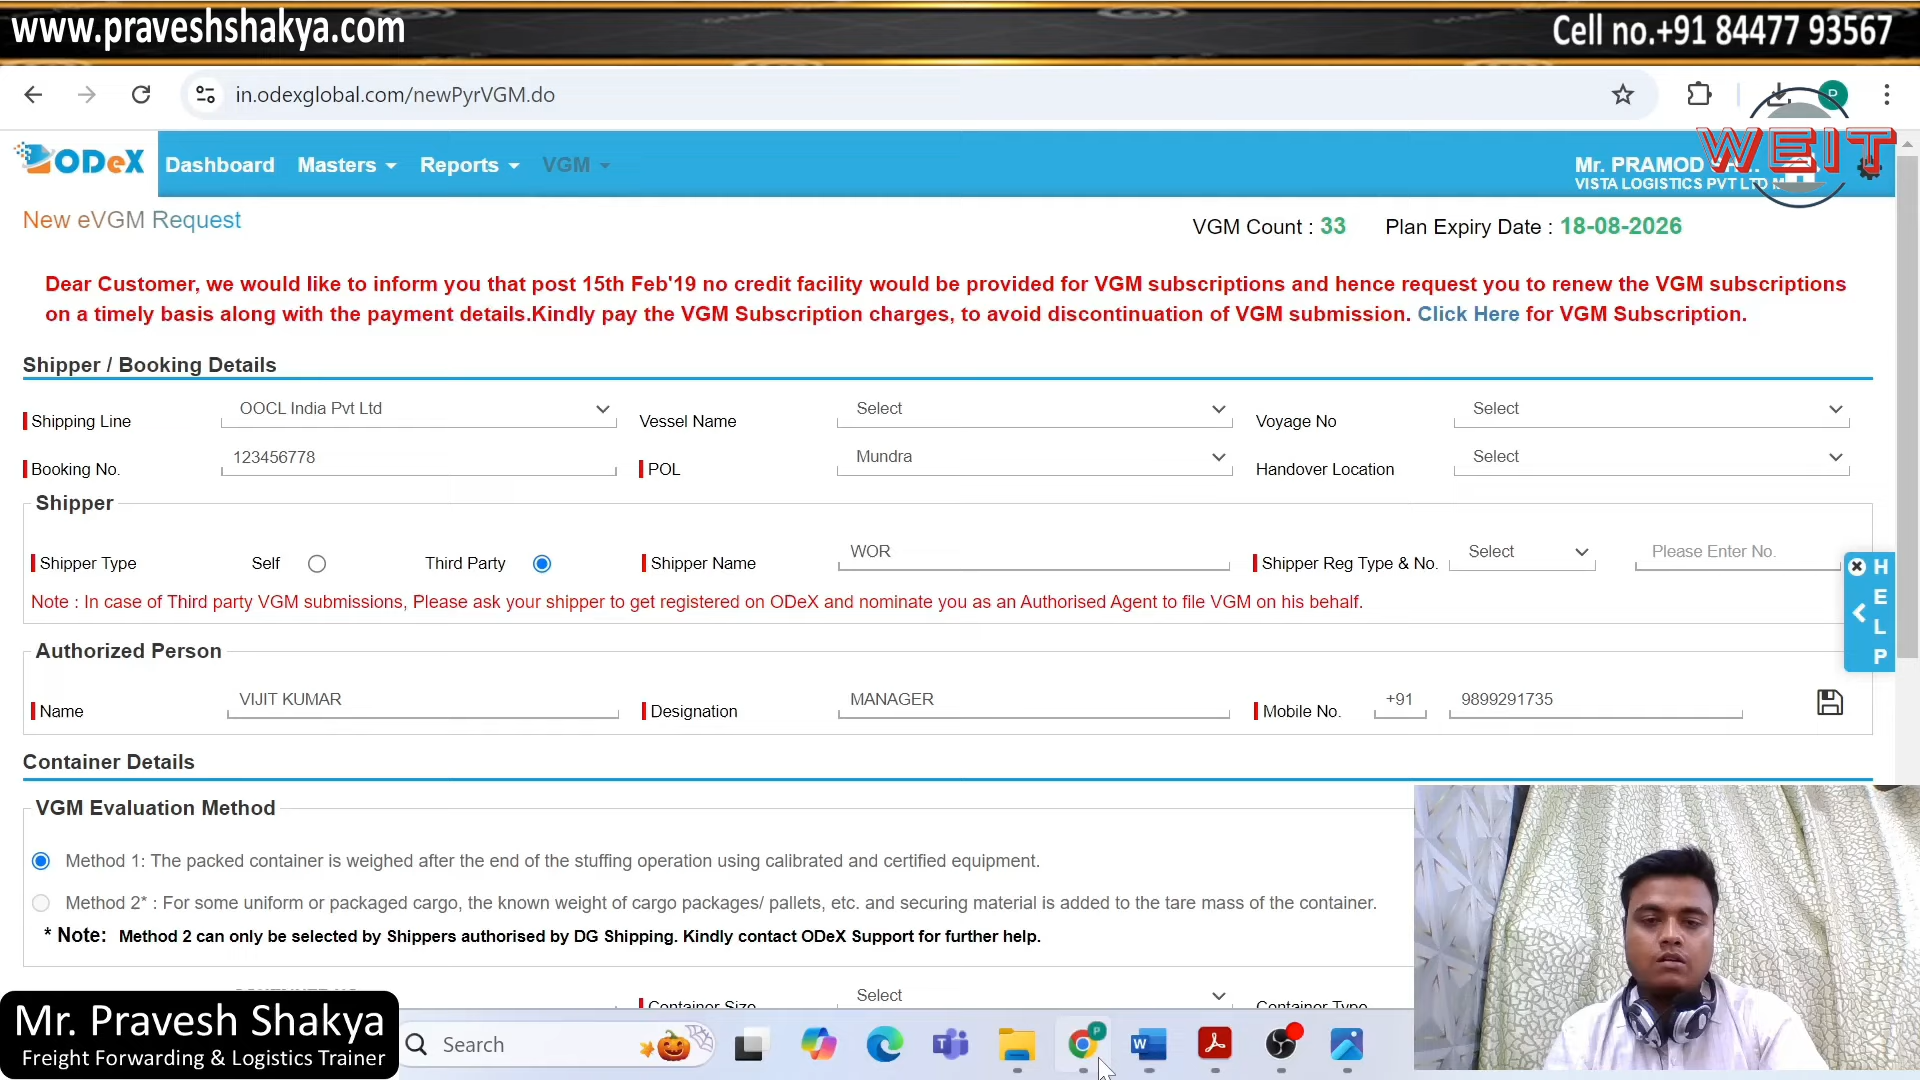 www.praveshshakya.com
Cell no.+91 84477 93567
in.odexglobal.com/newPyrVGM.do
P
ODeX
Dashboard Masters Reports VGM
Mr. PRAMOD
VISTA LOGISTICS PVT LTD
WEIT
New eVGM Request
VGM Count : 33 Plan Expiry Date : 18-08-2026
Dear Customer, we would like to inform you that post 15th Feb'19 no credit facility would be provided for VGM subscriptions and hence request you to renew the VGM subscriptions
on a timely basis along with the payment details.Kindly pay the VGM Subscription charges, to avoid discontinuation of VGM submission. Click Here for VGM Subscription.
Shipper / Booking Details
Shipping Line OOCL India Pvt Ltd Vessel Name Select Voyage No Select
Booking No. 123456778 POL Mundra Handover Location Select
Shipper
Shipper Type Self Third Party Shipper Name WOR Shipper Reg Type & No. Select Please Enter No.
Note : In case of Third party VGM submissions, Please ask your shipper to get registered on ODeX and nominate you as an Authorised Agent to file VGM on his behalf.
HELP
Authorized Person
Name VIJIT KUMAR Designation MANAGER Mobile No. +91 9899291735
Container Details
VGM Evaluation Method
Method 1: The packed container is weighed after the end of the stuffing operation using calibrated and certified equipment.
Method 2* : For some uniform or packaged cargo, the known weight of cargo packages/ pallets, etc. and securing material is added to the tare mass of the container.
* Note: Method 2 can only be selected by Shippers authorised by DG Shipping. Kindly contact ODeX Support for further help.
Container Size Select Container Type
Mr. Pravesh Shakya
Freight Forwarding & Logistics Trainer
Search